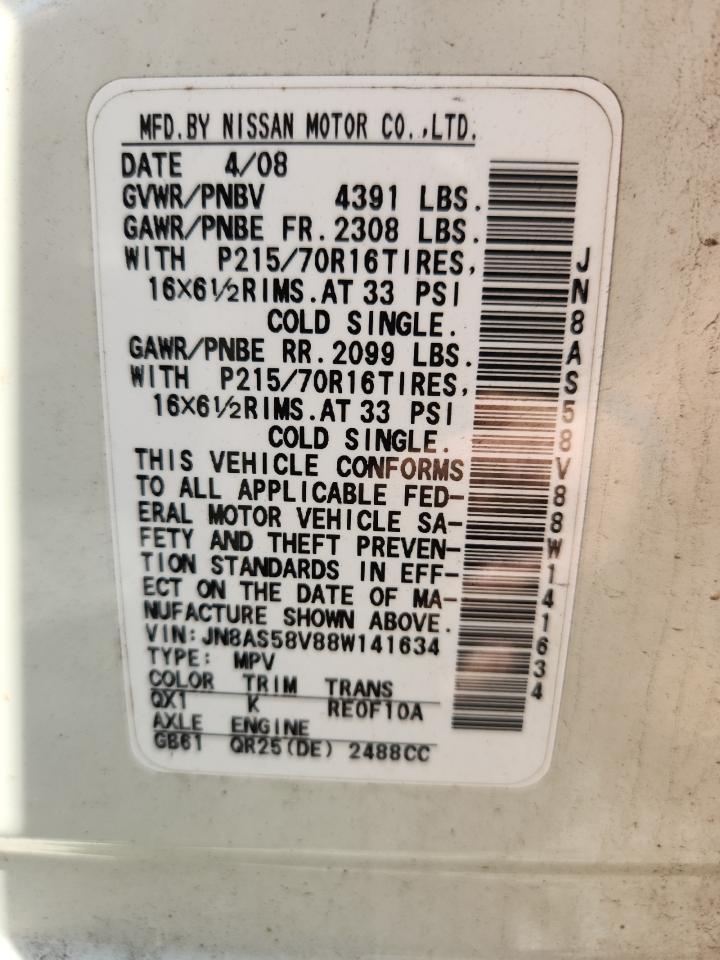 MFD.BY NISSAN MOTOR CO.,LTD.
DATE 4/08
GVWR/PNBV 4391 LBS.
GAWR/PNBE FR.2308 LBS.
WITH P215/70R16TIRES,
16X6½RIMS.AT 33 PSI
COLD SINGLE.
GAWR/PNBE RR.2099 LBS.
WITH P215/70R16TIRES,
16X6½RIMS.AT 33 PSI
COLD SINGLE.
THIS VEHICLE CONFORMS
TO ALL APPLICABLE FED-
ERAL MOTOR VEHICLE SA-
FETY AND THEFT PREVEN-
TION STANDARDS IN EFF-
ECT ON THE DATE OF MA-
NUFACTURE SHOWN ABOVE.
VIN:JN8AS58V88W141634
TYPE: MPV
COLOR TRIM TRANS
QX1 K RE0F10A
AXLE ENGINE
GB61 QR25(DE) 2488CC
JN8AS58V88W141634